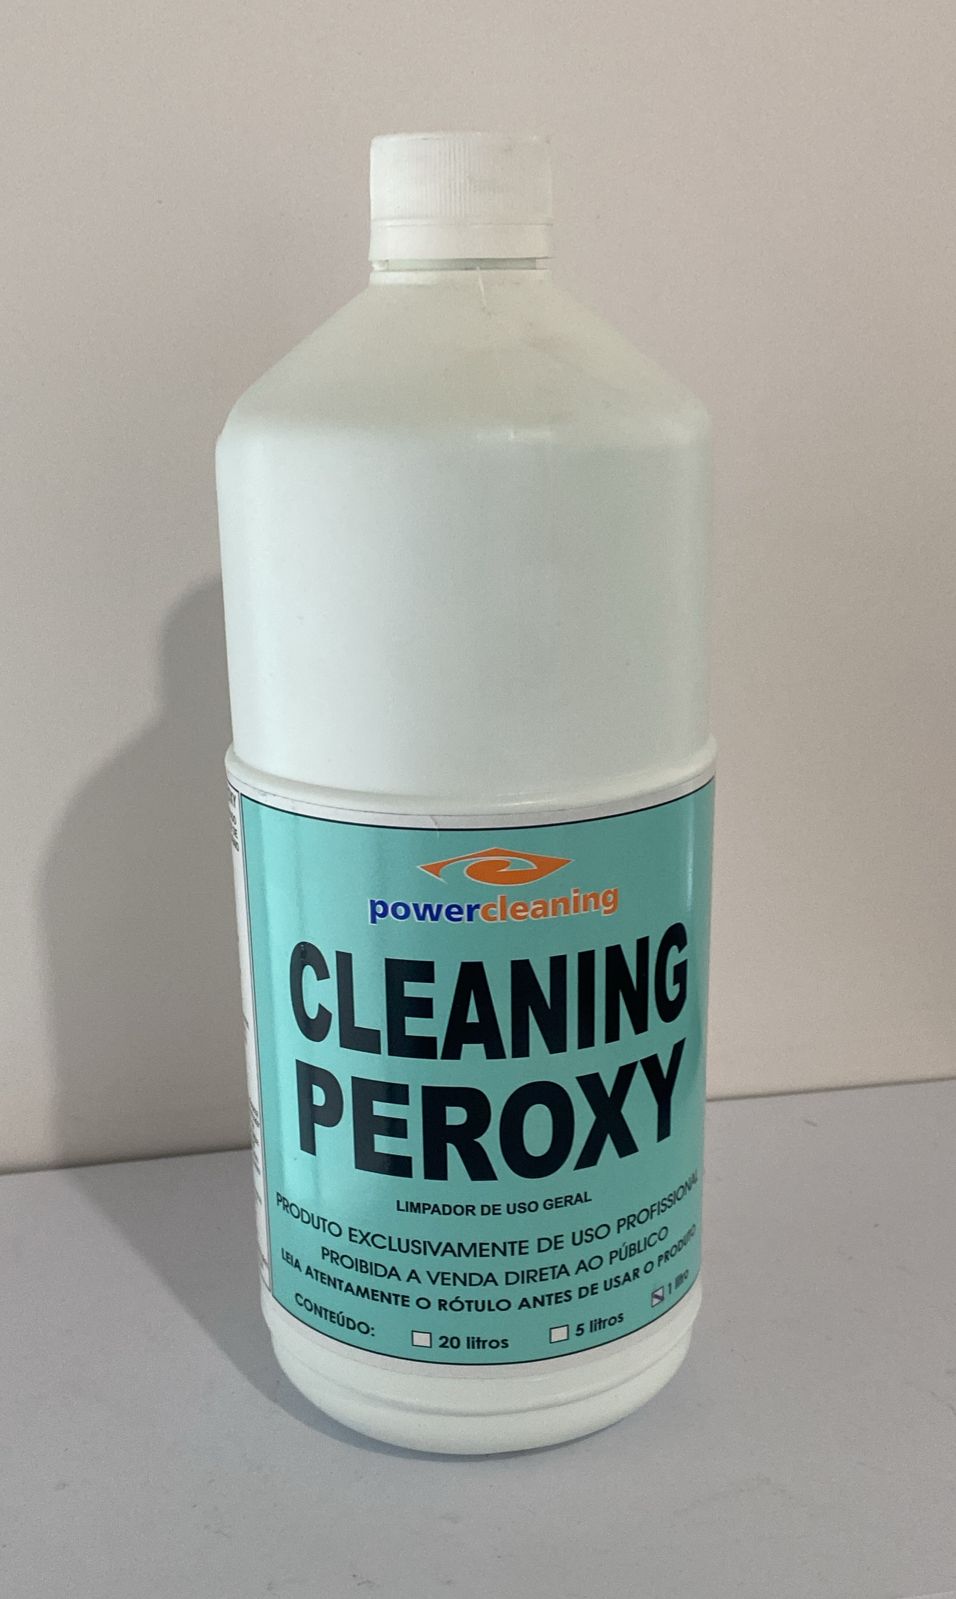 powercleaning
CLEANING
PEROXY
LIMPADOR DE USO GERAL
PRODUTO EXCLUSIVAMENTE DE USO PROFISSIONAL
PROIBIDA A VENDA DIRETA AO PÚBLICO
LEIA ATENTAMENTE O RÓTULO ANTES DE USAR O PRODUTO
CONTEÚDO: 20 litros 5 litros 1 litro